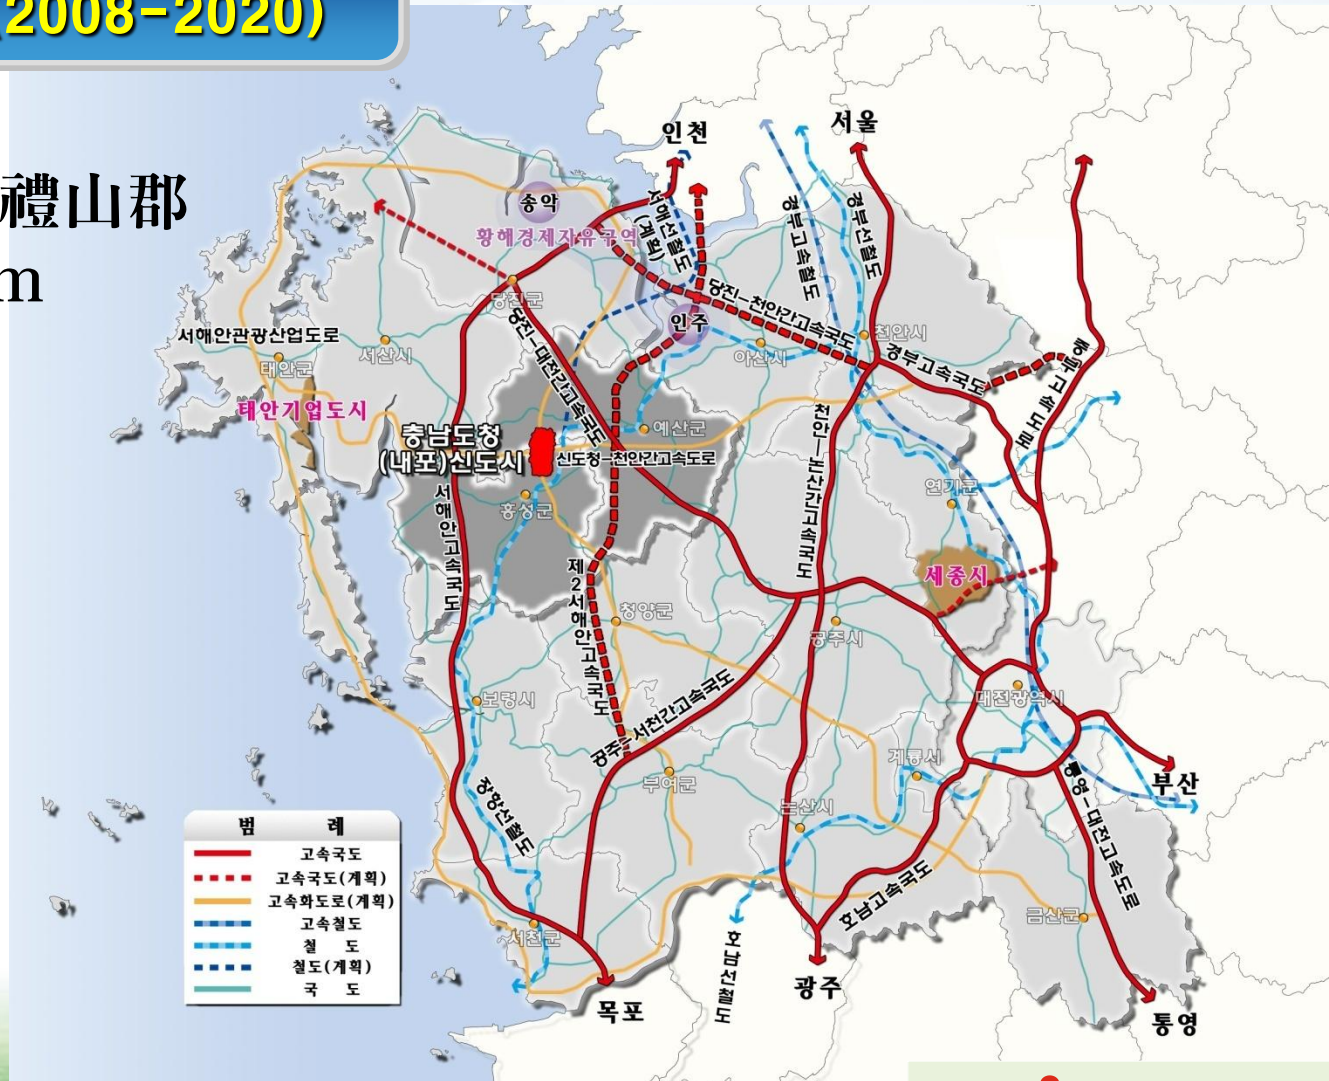 (2008-2020)
禮山郡
m
인천
서울
송악
황해경제자유구역
서해선철도
(계획)
경부고속철도
경부선철도
당진군
당진-천안간고속국도
인주
천안시
아산시
서해안관광산업도로
서산시
태안군
당진-대전간고속국도
경부고속국도
중부고속도로
태안기업도시
충남도청
(내포)신도시
예산군
신도청-천안간고속도로
천안-논산간고속국도
연기군
서해안고속국도
홍성군
제2서해안고속국도
세종시
청양군
공주시
대전광역시
보령시
공주-서천간고속국도
부여군
계룡시
부산
논산시
통영-대전고속도로
장항선철도
호남고속국도
금산군
서천군
호남선철도
광주
목포
통영
범 례
고속국도
고속국도(계획)
고속화도로(계획)
고속철도
철 도
철도(계획)
국 도